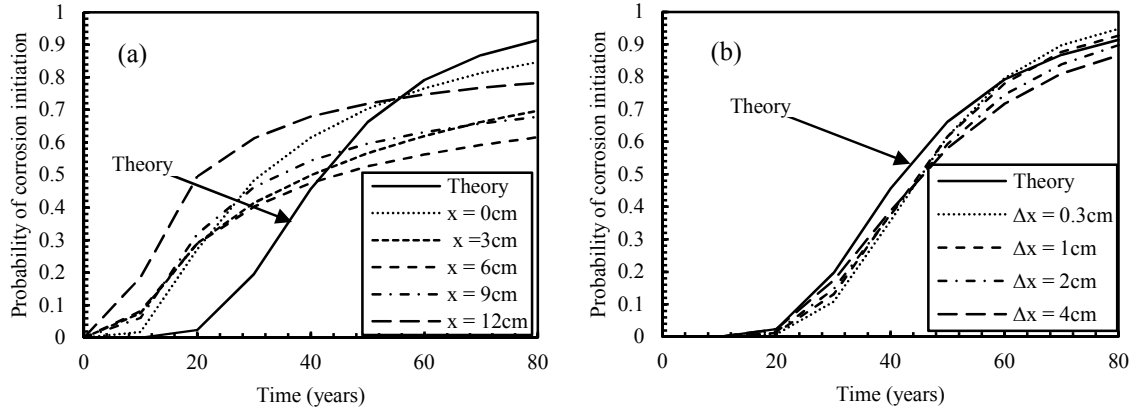 (a)
Probability of corrosion initiation
1
0.9
0.8
0.7
0.6
0.5
0.4
0.3
0.2
0.1
0
Theory
Theory
x = 0cm
x =3cm
x = 6cm
x = 9cm
x = 12cm
0 20 40 60 80
Time (years)
(b)
Probability of corrosion initiation
1
0.9
0.8
0.7
0.6
0.5
0.4
0.3
0.2
0.1
0
Theory
Theory
Δx = 0.3cm
Δx = 1cm
Δx = 2cm
Δx = 4cm
0 20 40 60 80
Time (years)